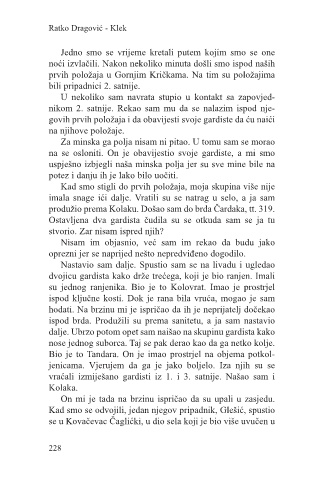 Ratko Dragović - Klek
Jedno smo se vrijeme kretali putem kojim smo se one
noći izvlačili. Nakon nekoliko minuta došli smo ispod naših
prvih položaja u Gornjim Kričkama. Na tim su položajima
bili pripadnici 2. satnije.
U nekoliko sam navrata stupio u kontakt sa zapovjed-
nikom 2. satnije. Rekao sam mu da se nalazim ispod nje-
govih prvih položaja i da obavijesti svoje gardiste da ću naići
na njihove položaje.
Za minska ga polja nisam ni pitao. U tomu sam se morao
na se osloniti. On je obavijestio svoje gardiste, a mi smo
uspješno izbjegli naša minska polja jer su sve mine bile na
potez i danju ih je lako bilo uočiti.
Kad smo stigli do prvih položaja, moja skupina više nije
imala snage ići dalje. Vratili su se natrag u selo, a ja sam
produžio prema Kolaku. Došao sam do brda Čardaka, tt. 319.
Ostavljena dva gardista čudila su se otkuda sam se ja tu
stvorio. Zar nisam ispred njih?
Nisam im objasnio, već sam im rekao da budu jako
oprezni jer se naprijed nešto nepredviđeno dogodilo.
Nastavio sam dalje. Spustio sam se na livadu i ugledao
dvojicu gardista kako drže trećega, koji je bio ranjen. Imali
su jednog ranjenika. Bio je to Kolovrat. Imao je prostrjel
ispod ključne kosti. Dok je rana bila vruća, mogao je sam
hodati. Na brzinu mi je ispričao da ih je neprijatelj dočekao
ispod brda. Produžili su prema sanitetu, a ja sam nastavio
dalje. Ubrzo potom opet sam naišao na skupinu gardista kako
nose jednog suborca. Taj se pak derao kao da ga netko kolje.
Bio je to Tandara. On je imao prostrjel na objema potkol-
jenicama. Vjerujem da ga je jako boljelo. Iza njih su se
vraćali izmiješano gardisti iz 1. i 3. satnije. Našao sam i
Kolaka.
On mi je tada na brzinu ispričao da su upali u zasjedu.
Kad smo se odvojili, jedan njegov pripadnik, Glešić, spustio
se u Kovačevac Čaglićki, u dio sela koji je bio više uvučen u
228